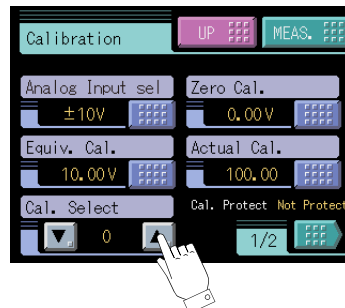 Calibration UP MEAS.
Analog Input sel Zero Cal.
±10V 0.00V
Equiv. Cal. Actual Cal.
10.00V 100.00
Cal. Select Cal. Protect Not Protect
0 1/2